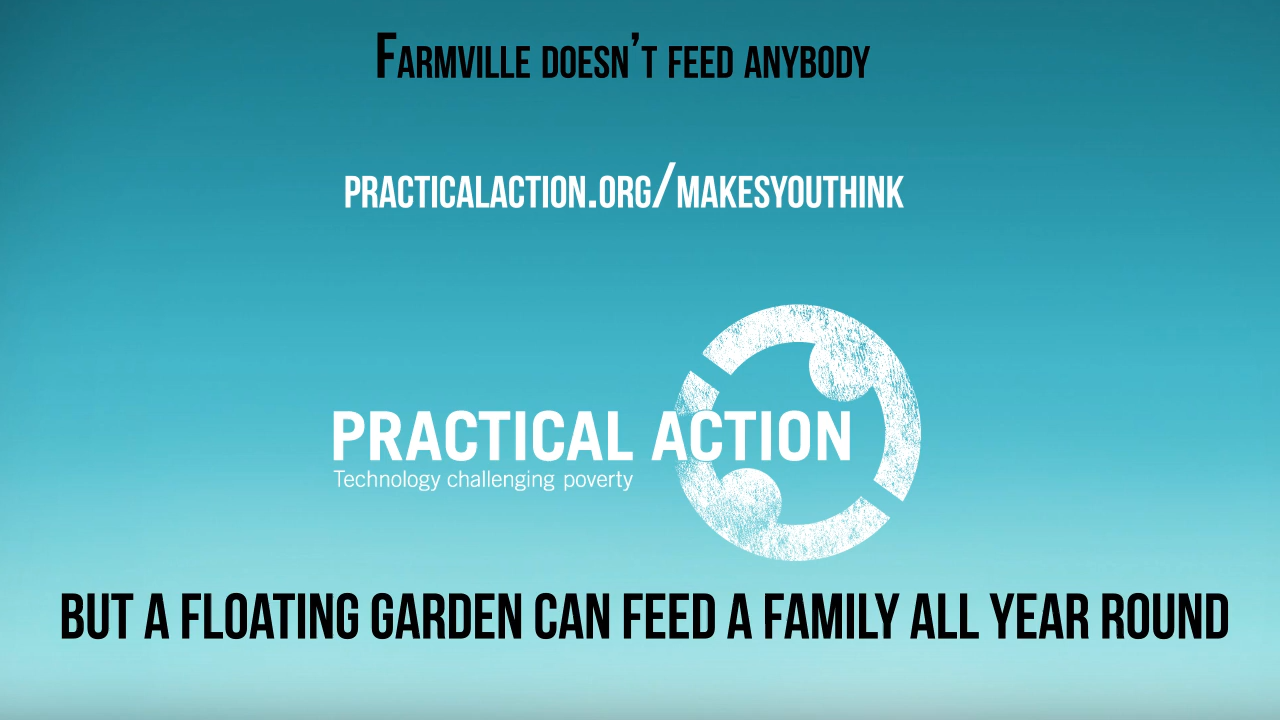 Farmville doesn't feed anybody
practicalaction.org/makesyouthink
PRACTICAL ACTION
Technology challenging poverty
BUT A FLOATING GARDEN CAN FEED A FAMILY ALL YEAR ROUND